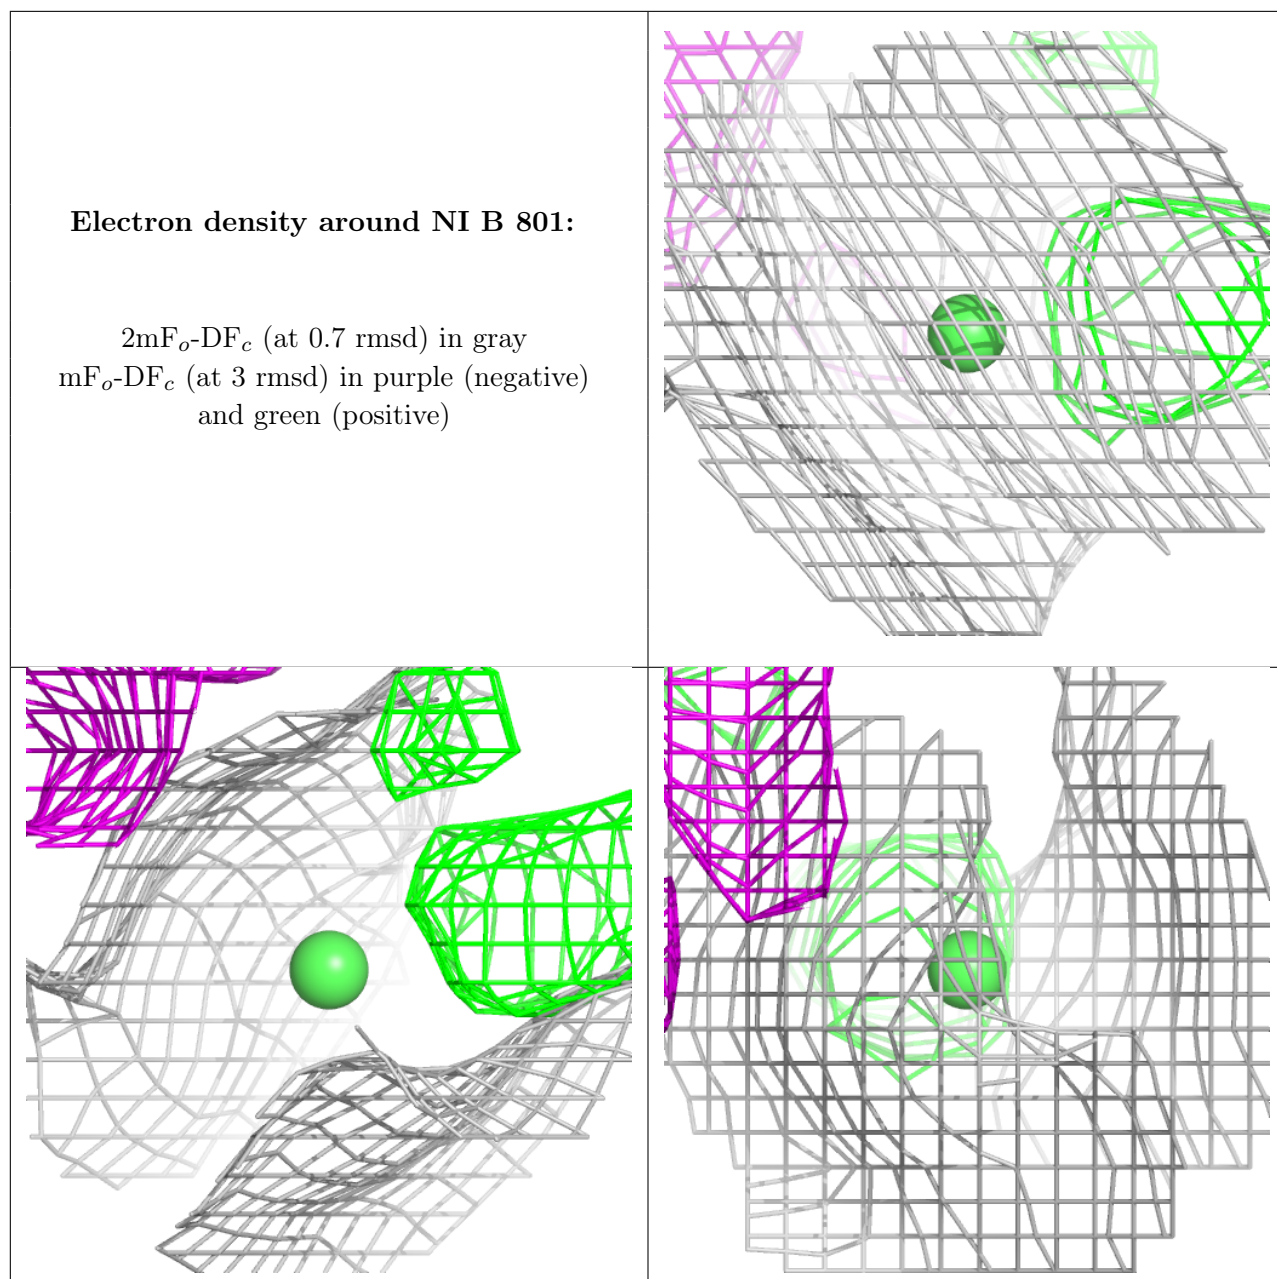 Electron density around NI B 801:
2mFₒ-DF𝑐 (at 0.7 rmsd) in gray
mFₒ-DF𝑐 (at 3 rmsd) in purple (negative)
and green (positive)